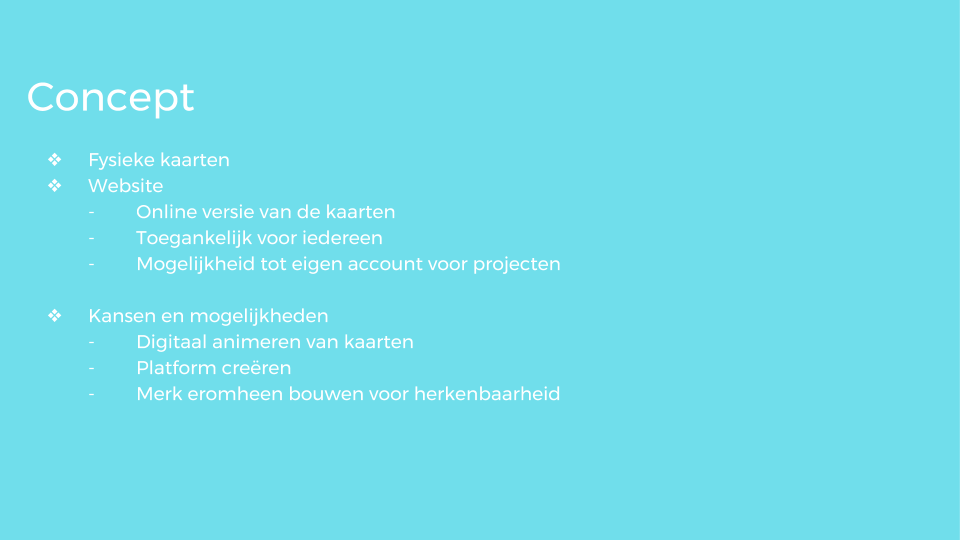 Concept
❖ Fysieke kaarten
❖ Website
- Online versie van de kaarten
- Toegankelijk voor iedereen
- Mogelijkheid tot eigen account voor projecten
❖ Kansen en mogelijkheden
- Digitaal animeren van kaarten
- Platform creëren
- Merk eromheen bouwen voor herkenbaarheid